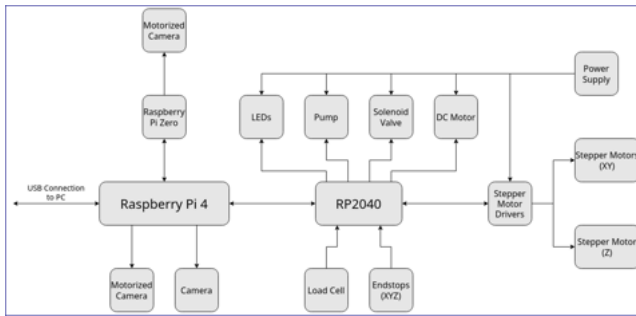 Motorized
Camera
Power
Supply
Raspberry
Pi Zero
LEDs
Pump
Solenoid
Valve
DC Motor
Stepper Motors
(XY)
USB Connection
to PC
Raspberry Pi 4
RP2040
Stepper
Motor
Drivers
Stepper Motor
(Z)
Motorized
Camera
Camera
Load Cell
Endstops
(XYZ)